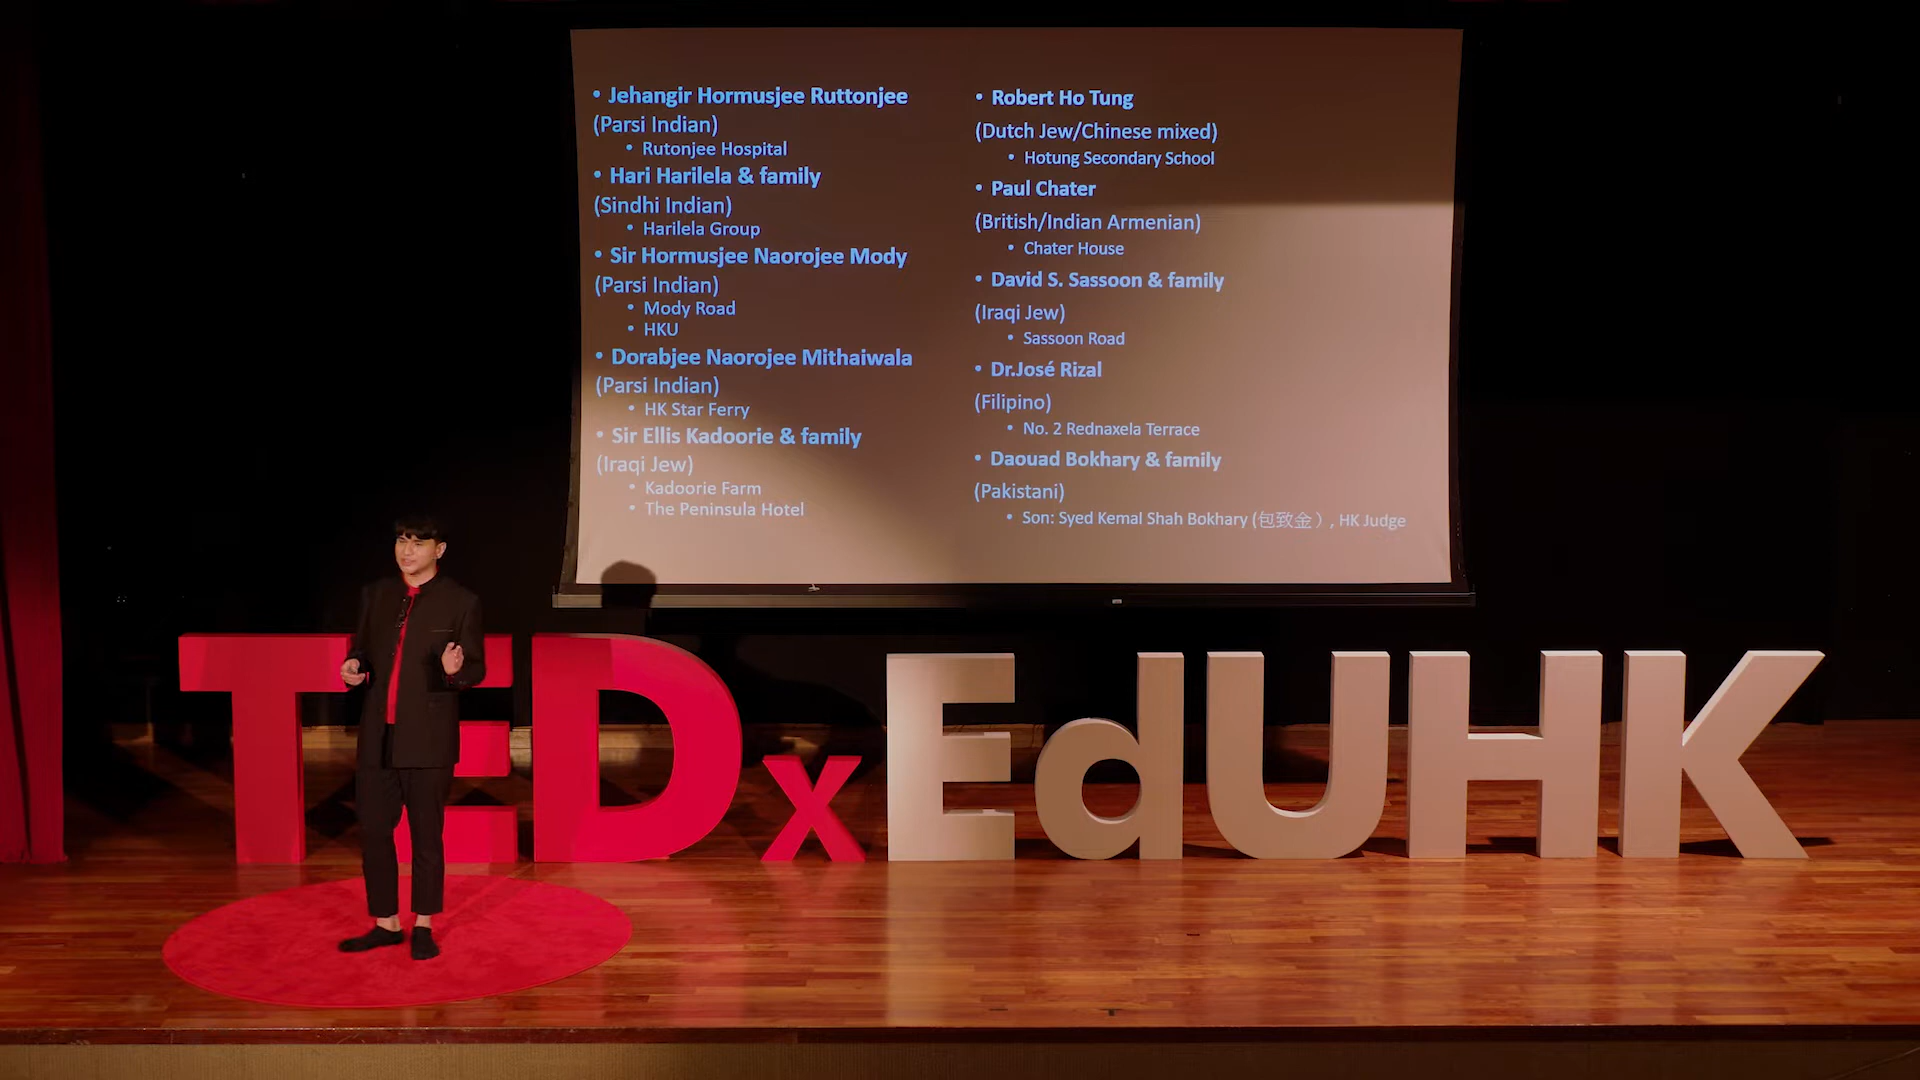 • Jehangir Hormusjee Ruttonjee
(Parsi Indian)
• Rutonjee Hospital
• Hari Harilela & family
(Sindhi Indian)
• Harilela Group
• Sir Hormusjee Naorojee Mody
(Parsi Indian)
• Mody Road
• HKU
• Dorabjee Naorojee Mithaiwala
(Parsi Indian)
• HK Star Ferry
• Sir Ellis Kadoorie & family
(Iraqi Jew)
• Kadoorie Farm
• The Peninsula Hotel
• Robert Ho Tung
(Dutch Jew/Chinese mixed)
• Hotung Secondary School
• Paul Chater
(British/Indian Armenian)
• Chater House
• David S. Sassoon & family
(Iraqi Jew)
• Sassoon Road
• Dr.José Rizal
(Filipino)
• No. 2 Rednaxela Terrace
• Daouad Bokhary & family
(Pakistani)
• Son: Syed Kemal Shah Bokhary (包致金）, HK Judge
TEDxEdUHK